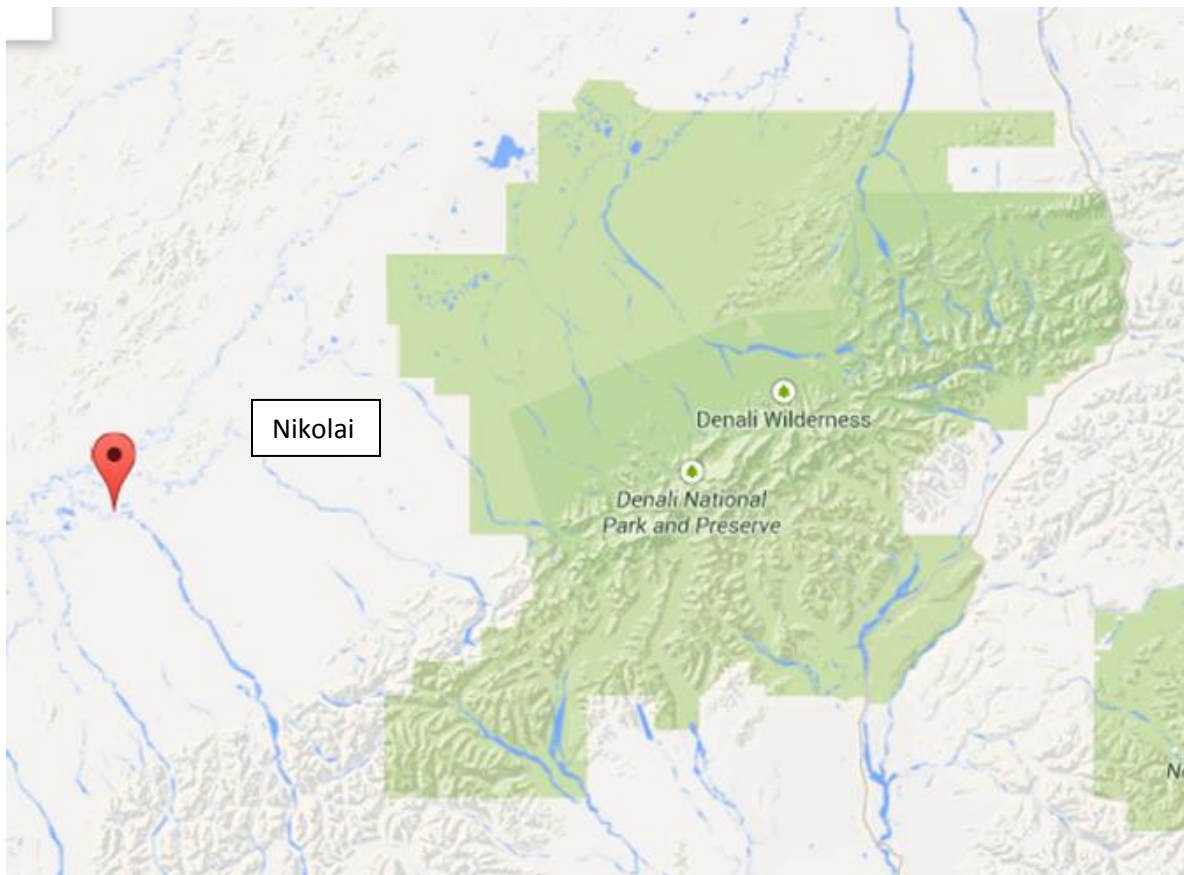 Nikolai
Denali Wilderness
Denali National
Park and Preserve